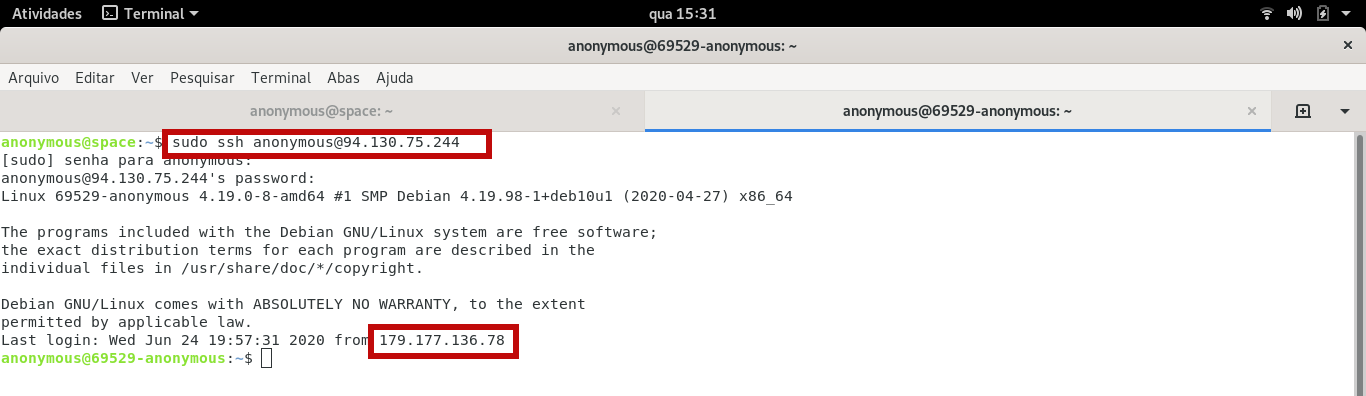 Atividades Terminal qua 15:31
anonymous@69529-anonymous: ~
Arquivo Editar Ver Pesquisar Terminal Abas Ajuda
anonymous@space: ~ anonymous@69529-anonymous: ~
anonymous@space:~$ sudo ssh anonymous@94.130.75.244
[sudo] senha para anonymous:
anonymous@94.130.75.244's password:
Linux 69529-anonymous 4.19.0-8-amd64 #1 SMP Debian 4.19.98-1+deb10u1 (2020-04-27) x86_64
The programs included with the Debian GNU/Linux system are free software;
the exact distribution terms for each program are described in the
individual files in /usr/share/doc/*/copyright.
Debian GNU/Linux comes with ABSOLUTELY NO WARRANTY, to the extent
permitted by applicable law.
Last login: Wed Jun 24 19:57:31 2020 from 179.177.136.78
anonymous@69529-anonymous:~$